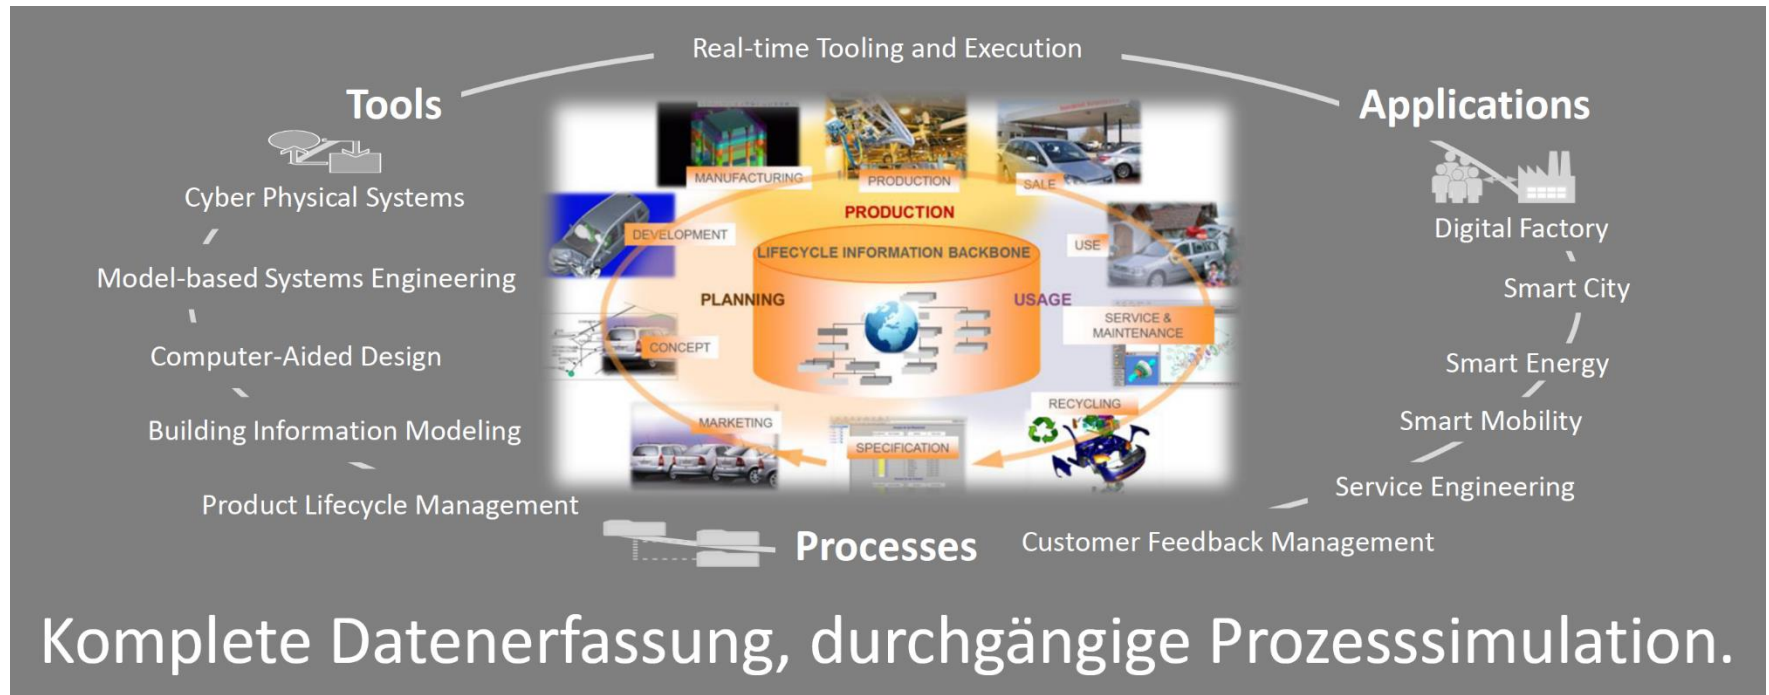 Real-time Tooling and Execution
Tools
Applications
Cyber Physical Systems
Model-based Systems Engineering
Computer-Aided Design
Building Information Modeling
Product Lifecycle Management
MANUFACTURING
PRODUCTION
SALE
PRODUCTION
DEVELOPMENT
LIFECYCLE INFORMATION BACKBONE
USE
PLANNING
USAGE
SERVICE &
MAINTENANCE
CONCEPT
RECYCLING
MARKETING
SPECIFICATION
Digital Factory
Smart City
Smart Energy
Smart Mobility
Service Engineering
Customer Feedback Management
Processes
Komplete Datenerfassung, durchgängige Prozesssimulation.